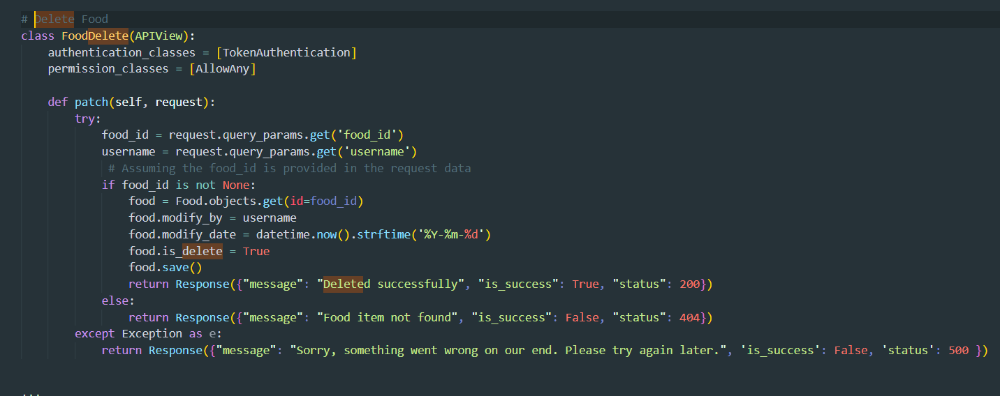 # Delete Food
class FoodDelete(APIView):
    authentication_classes = [TokenAuthentication]
    permission_classes = [AllowAny]
    def patch(self, request):
        try:
            food_id = request.query_params.get('food_id')
            username = request.query_params.get('username')
             # Assuming the food_id is provided in the request data
            if food_id is not None:
                food = Food.objects.get(id=food_id)
                food.modify_by = username
                food.modify_date = datetime.now().strftime('%Y-%m-%d')
                food.is_delete = True
                food.save()
                return Response({"message": "Deleted successfully", "is_success": True, "status": 200})
            else:
                return Response({"message": "Food item not found", "is_success": False, "status": 404})
        except Exception as e:
            return Response({"message": "Sorry, something went wrong on our end. Please try again later.", 'is_success': False, 'status': 500 })